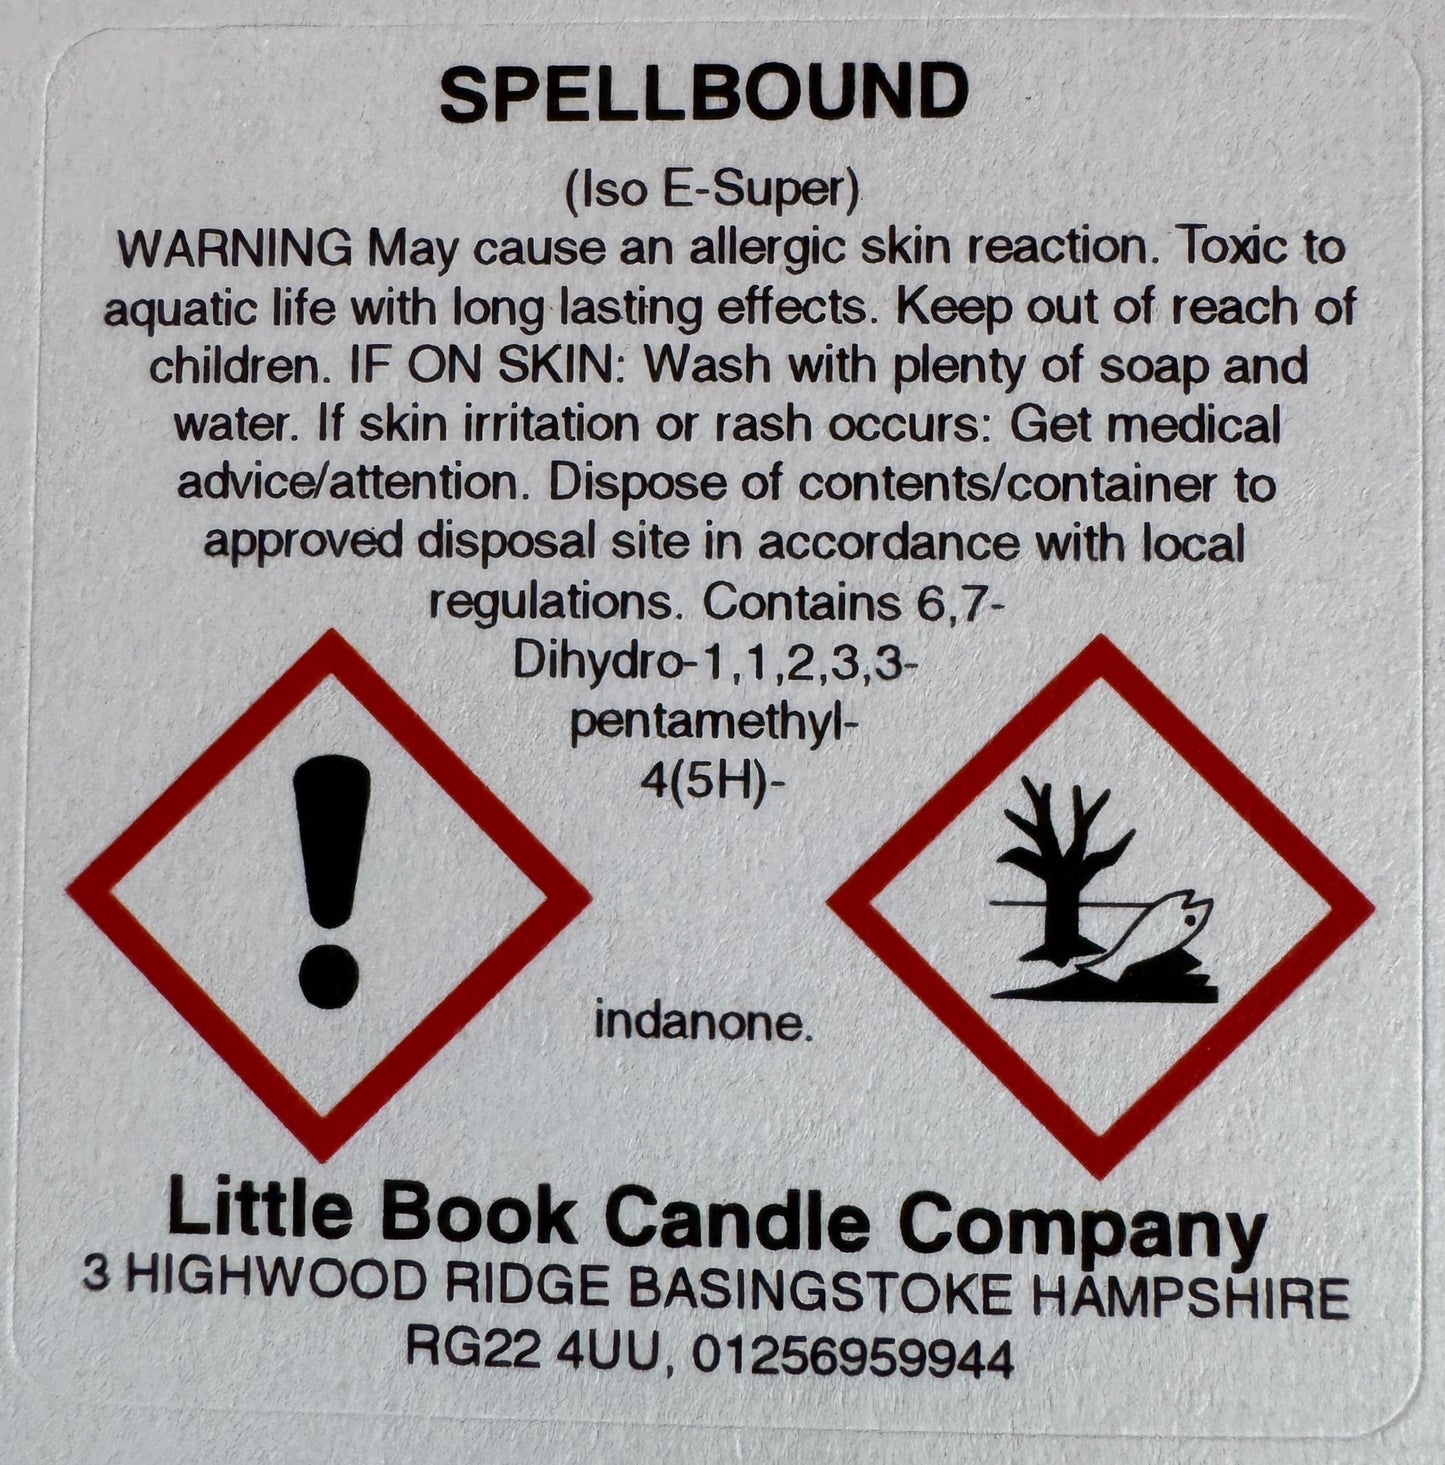 SPELLBOUND
(Iso E-Super)
WARNING May cause an allergic skin reaction. Toxic to
aquatic life with long lasting effects. Keep out of reach of
children. IF ON SKIN: Wash with plenty of soap and
water. If skin irritation or rash occurs: Get medical
advice/attention. Dispose of contents/container to
approved disposal site in accordance with local
regulations. Contains 6,7-
Dihydro-1,1,2,3,3-
pentamethyl-
4(5H)-
indanone.
Little Book Candle Company
3 HIGHWOOD RIDGE BASINGSTOKE HAMPSHIRE
RG22 4UU, 01256959944